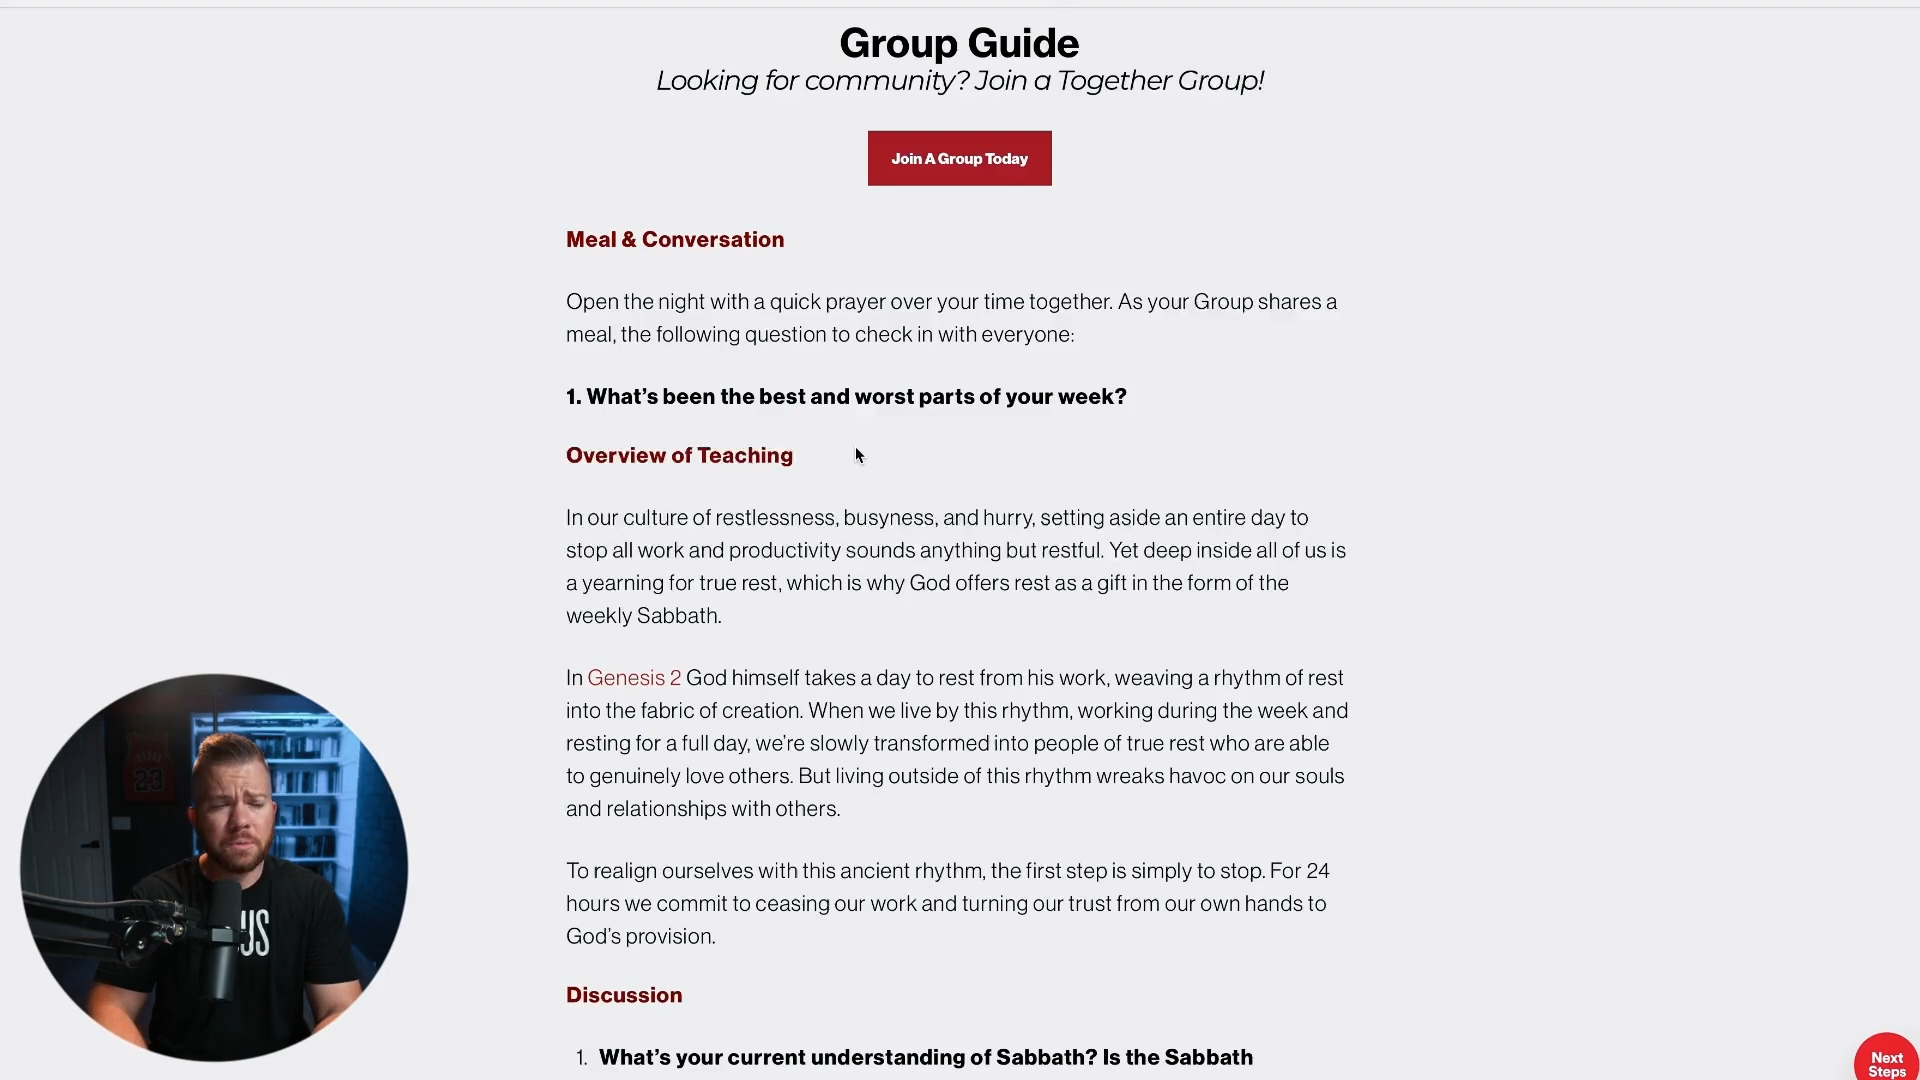 Group Guide
Looking for community? Join a Together Group!
Join A Group Today
Meal & Conversation
Open the night with a quick prayer over your time together. As your Group shares a
meal, the following question to check in with everyone:
1. What's been the best and worst parts of your week?
Overview of Teaching
In our culture of restlessness, busyness, and hurry, setting aside an entire day to
stop all work and productivity sounds anything but restful. Yet deep inside all of us is
a yearning for true rest, which is why God offers rest as a gift in the form of the
weekly Sabbath.
In Genesis 2 God himself takes a day to rest from his work, weaving a rhythm of rest
into the fabric of creation. When we live by this rhythm, working during the week and
resting for a full day, we're slowly transformed into people of true rest who are able
to genuinely love others. But living outside of this rhythm wreaks havoc on our souls
and relationships with others.
To realign ourselves with this ancient rhythm, the first step is simply to stop. For 24
hours we commit to ceasing our work and turning our trust from our own hands to
God's provision.
Discussion
1. What's your current understanding of Sabbath? Is the Sabbath
23
US
Next
Steps